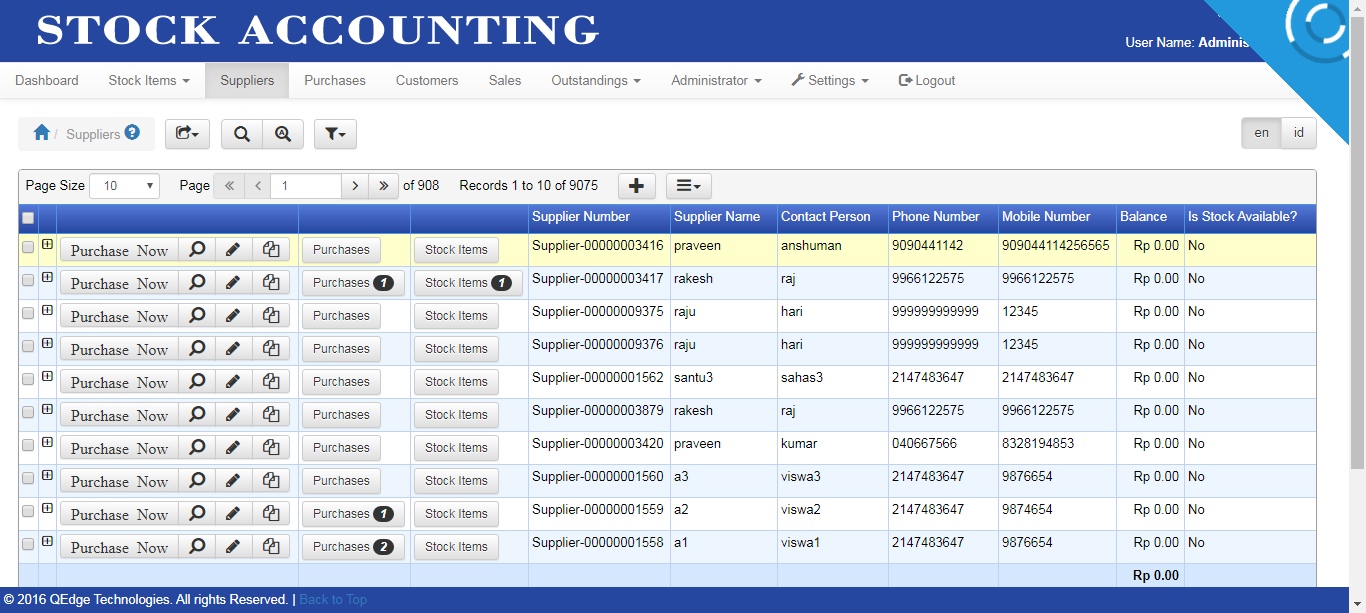 STOCK ACCOUNTING
User Name: Adminis
Dashboard Stock Items Suppliers Purchases Customers Sales Outstandings Administrator Settings Logout
/ Suppliers ? A en id
Page Size 10 Page « < 1 > » of 908 Records 1 to 10 of 9075
Supplier Number Supplier Name Contact Person Phone Number Mobile Number Balance Is Stock Available?
Purchase Now Purchases Stock Items Supplier-00000003416 praveen anshuman 9090441142 909044114256565 Rp 0.00 No
Purchase Now Purchases 1 Stock Items 1 Supplier-00000003417 rakesh raj 9966122575 9966122575 Rp 0.00 No
Purchase Now Purchases Stock Items Supplier-00000009375 raju hari 999999999999 12345 Rp 0.00 No
Purchase Now Purchases Stock Items Supplier-00000009376 raju hari 999999999999 12345 Rp 0.00 No
Purchase Now Purchases Stock Items Supplier-00000001562 santu3 sahas3 2147483647 2147483647 Rp 0.00 No
Purchase Now Purchases Stock Items Supplier-00000003879 rakesh raj 9966122575 9966122575 Rp 0.00 No
Purchase Now Purchases Stock Items Supplier-00000003420 praveen kumar 040667566 8328194853 Rp 0.00 No
Purchase Now Purchases Stock Items Supplier-00000001560 a3 viswa3 2147483647 9876654 Rp 0.00 No
Purchase Now Purchases 1 Stock Items Supplier-00000001559 a2 viswa2 2147483647 9874654 Rp 0.00 No
Purchase Now Purchases 2 Stock Items Supplier-00000001558 a1 viswa1 2147483647 9876654 Rp 0.00 No
Rp 0.00
© 2016 QEdge Technologies. All rights Reserved. | Back to Top